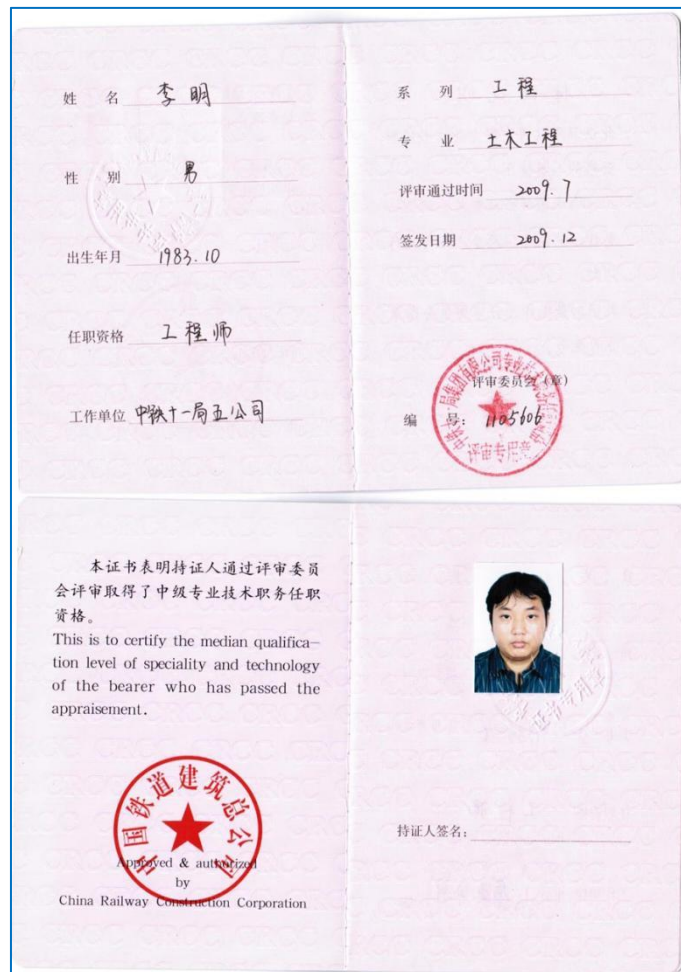 姓 名 李明
性 别 男
出生年月 1983.10
任职资格 工程师
工作单位 中铁十一局五公司
系 列 工程
专 业 土木工程
评审通过时间 2009.7
签发日期 2009.12
评审委员会(章)
编 号: 1105606
评审专用章
本证书表明持证人通过评审委员
会评审取得了中级专业技术职务任职
资格。
This is to certify the median qualifica-
tion level of speciality and technology
of the bearer who has passed the
appraisement.
中国铁道建筑总公司
Approved & authorized
by
China Railway Construction Corporation
持证人签名: